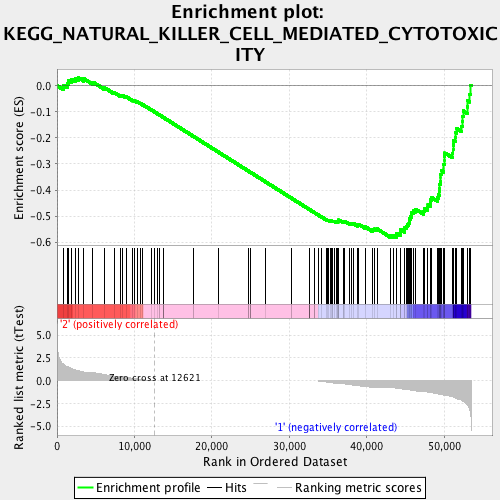 Enrichment plot:
KEGG_NATURAL_KILLER_CELL_MEDIATED_CYTOTOXIC
ITY
Enrichment score (ES)
0.0
-0.1
-0.2
-0.3
-0.4
-0.5
-0.6
'2' (positively correlated)
Ranked list metric (tTest)
5.0
2.5
0.0
-2.5
-5.0
Zero cross at 12621
'1' (negatively correlated)
0
10,000
20,000
30,000
40,000
50,000
Rank in Ordered Dataset
Enrichment profile
Hits
Ranking metric scores